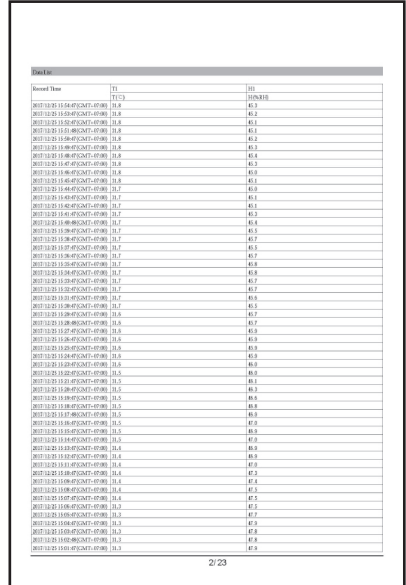 Data List
Record Time T1 H1
T(°C) H(%RH)
2017/12/25 15:54:47(GMT+07:00) 31.8 45.3
2017/12/25 15:53:47(GMT+07:00) 31.8 45.2
2017/12/25 15:52:47(GMT+07:00) 31.8 45.1
2017/12/25 15:51:48(GMT+07:00) 31.8 45.1
2017/12/25 15:50:47(GMT+07:00) 31.8 45.2
2017/12/25 15:49:47(GMT+07:00) 31.8 45.3
2017/12/25 15:48:47(GMT+07:00) 31.8 45.4
2017/12/25 15:47:47(GMT+07:00) 31.8 45.3
2017/12/25 15:46:47(GMT+07:00) 31.8 45.0
2017/12/25 15:45:47(GMT+07:00) 31.8 45.1
2017/12/25 15:44:47(GMT+07:00) 31.7 45.0
2017/12/25 15:43:47(GMT+07:00) 31.7 45.1
2017/12/25 15:42:47(GMT+07:00) 31.7 45.1
2017/12/25 15:41:47(GMT+07:00) 31.7 45.3
2017/12/25 15:40:46(GMT+07:00) 31.7 45.4
2017/12/25 15:39:47(GMT+07:00) 31.7 45.5
2017/12/25 15:38:47(GMT+07:00) 31.7 45.7
2017/12/25 15:37:47(GMT+07:00) 31.7 45.5
2017/12/25 15:36:47(GMT+07:00) 31.7 45.7
2017/12/25 15:35:47(GMT+07:00) 31.7 45.8
2017/12/25 15:34:47(GMT+07:00) 31.7 45.8
2017/12/25 15:33:47(GMT+07:00) 31.7 45.7
2017/12/25 15:32:47(GMT+07:00) 31.7 45.7
2017/12/25 15:31:47(GMT+07:00) 31.7 45.6
2017/12/25 15:30:47(GMT+07:00) 31.7 45.5
2017/12/25 15:29:47(GMT+07:00) 31.6 45.7
2017/12/25 15:28:48(GMT+07:00) 31.6 45.7
2017/12/25 15:27:47(GMT+07:00) 31.6 45.8
2017/12/25 15:26:47(GMT+07:00) 31.6 45.9
2017/12/25 15:25:47(GMT+07:00) 31.6 45.9
2017/12/25 15:24:47(GMT+07:00) 31.6 45.9
2017/12/25 15:23:47(GMT+07:00) 31.6 46.0
2017/12/25 15:22:47(GMT+07:00) 31.5 46.0
2017/12/25 15:21:47(GMT+07:00) 31.5 46.1
2017/12/25 15:20:47(GMT+07:00) 31.5 46.3
2017/12/25 15:19:47(GMT+07:00) 31.5 46.6
2017/12/25 15:18:47(GMT+07:00) 31.5 46.8
2017/12/25 15:17:48(GMT+07:00) 31.5 46.9
2017/12/25 15:16:47(GMT+07:00) 31.5 47.0
2017/12/25 15:15:47(GMT+07:00) 31.5 46.9
2017/12/25 15:14:47(GMT+07:00) 31.5 47.0
2017/12/25 15:13:47(GMT+07:00) 31.4 46.9
2017/12/25 15:12:47(GMT+07:00) 31.4 46.9
2017/12/25 15:11:47(GMT+07:00) 31.4 47.0
2017/12/25 15:10:47(GMT+07:00) 31.4 47.3
2017/12/25 15:09:47(GMT+07:00) 31.4 47.4
2017/12/25 15:08:47(GMT+07:00) 31.4 47.5
2017/12/25 15:07:47(GMT+07:00) 31.4 47.5
2017/12/25 15:06:47(GMT+07:00) 31.3 47.5
2017/12/25 15:05:47(GMT+07:00) 31.3 47.7
2017/12/25 15:04:47(GMT+07:00) 31.3 47.9
2017/12/25 15:03:47(GMT+07:00) 31.3 47.8
2017/12/25 15:02:48(GMT+07:00) 31.3 47.8
2017/12/25 15:01:47(GMT+07:00) 31.3 47.9
2/ 23